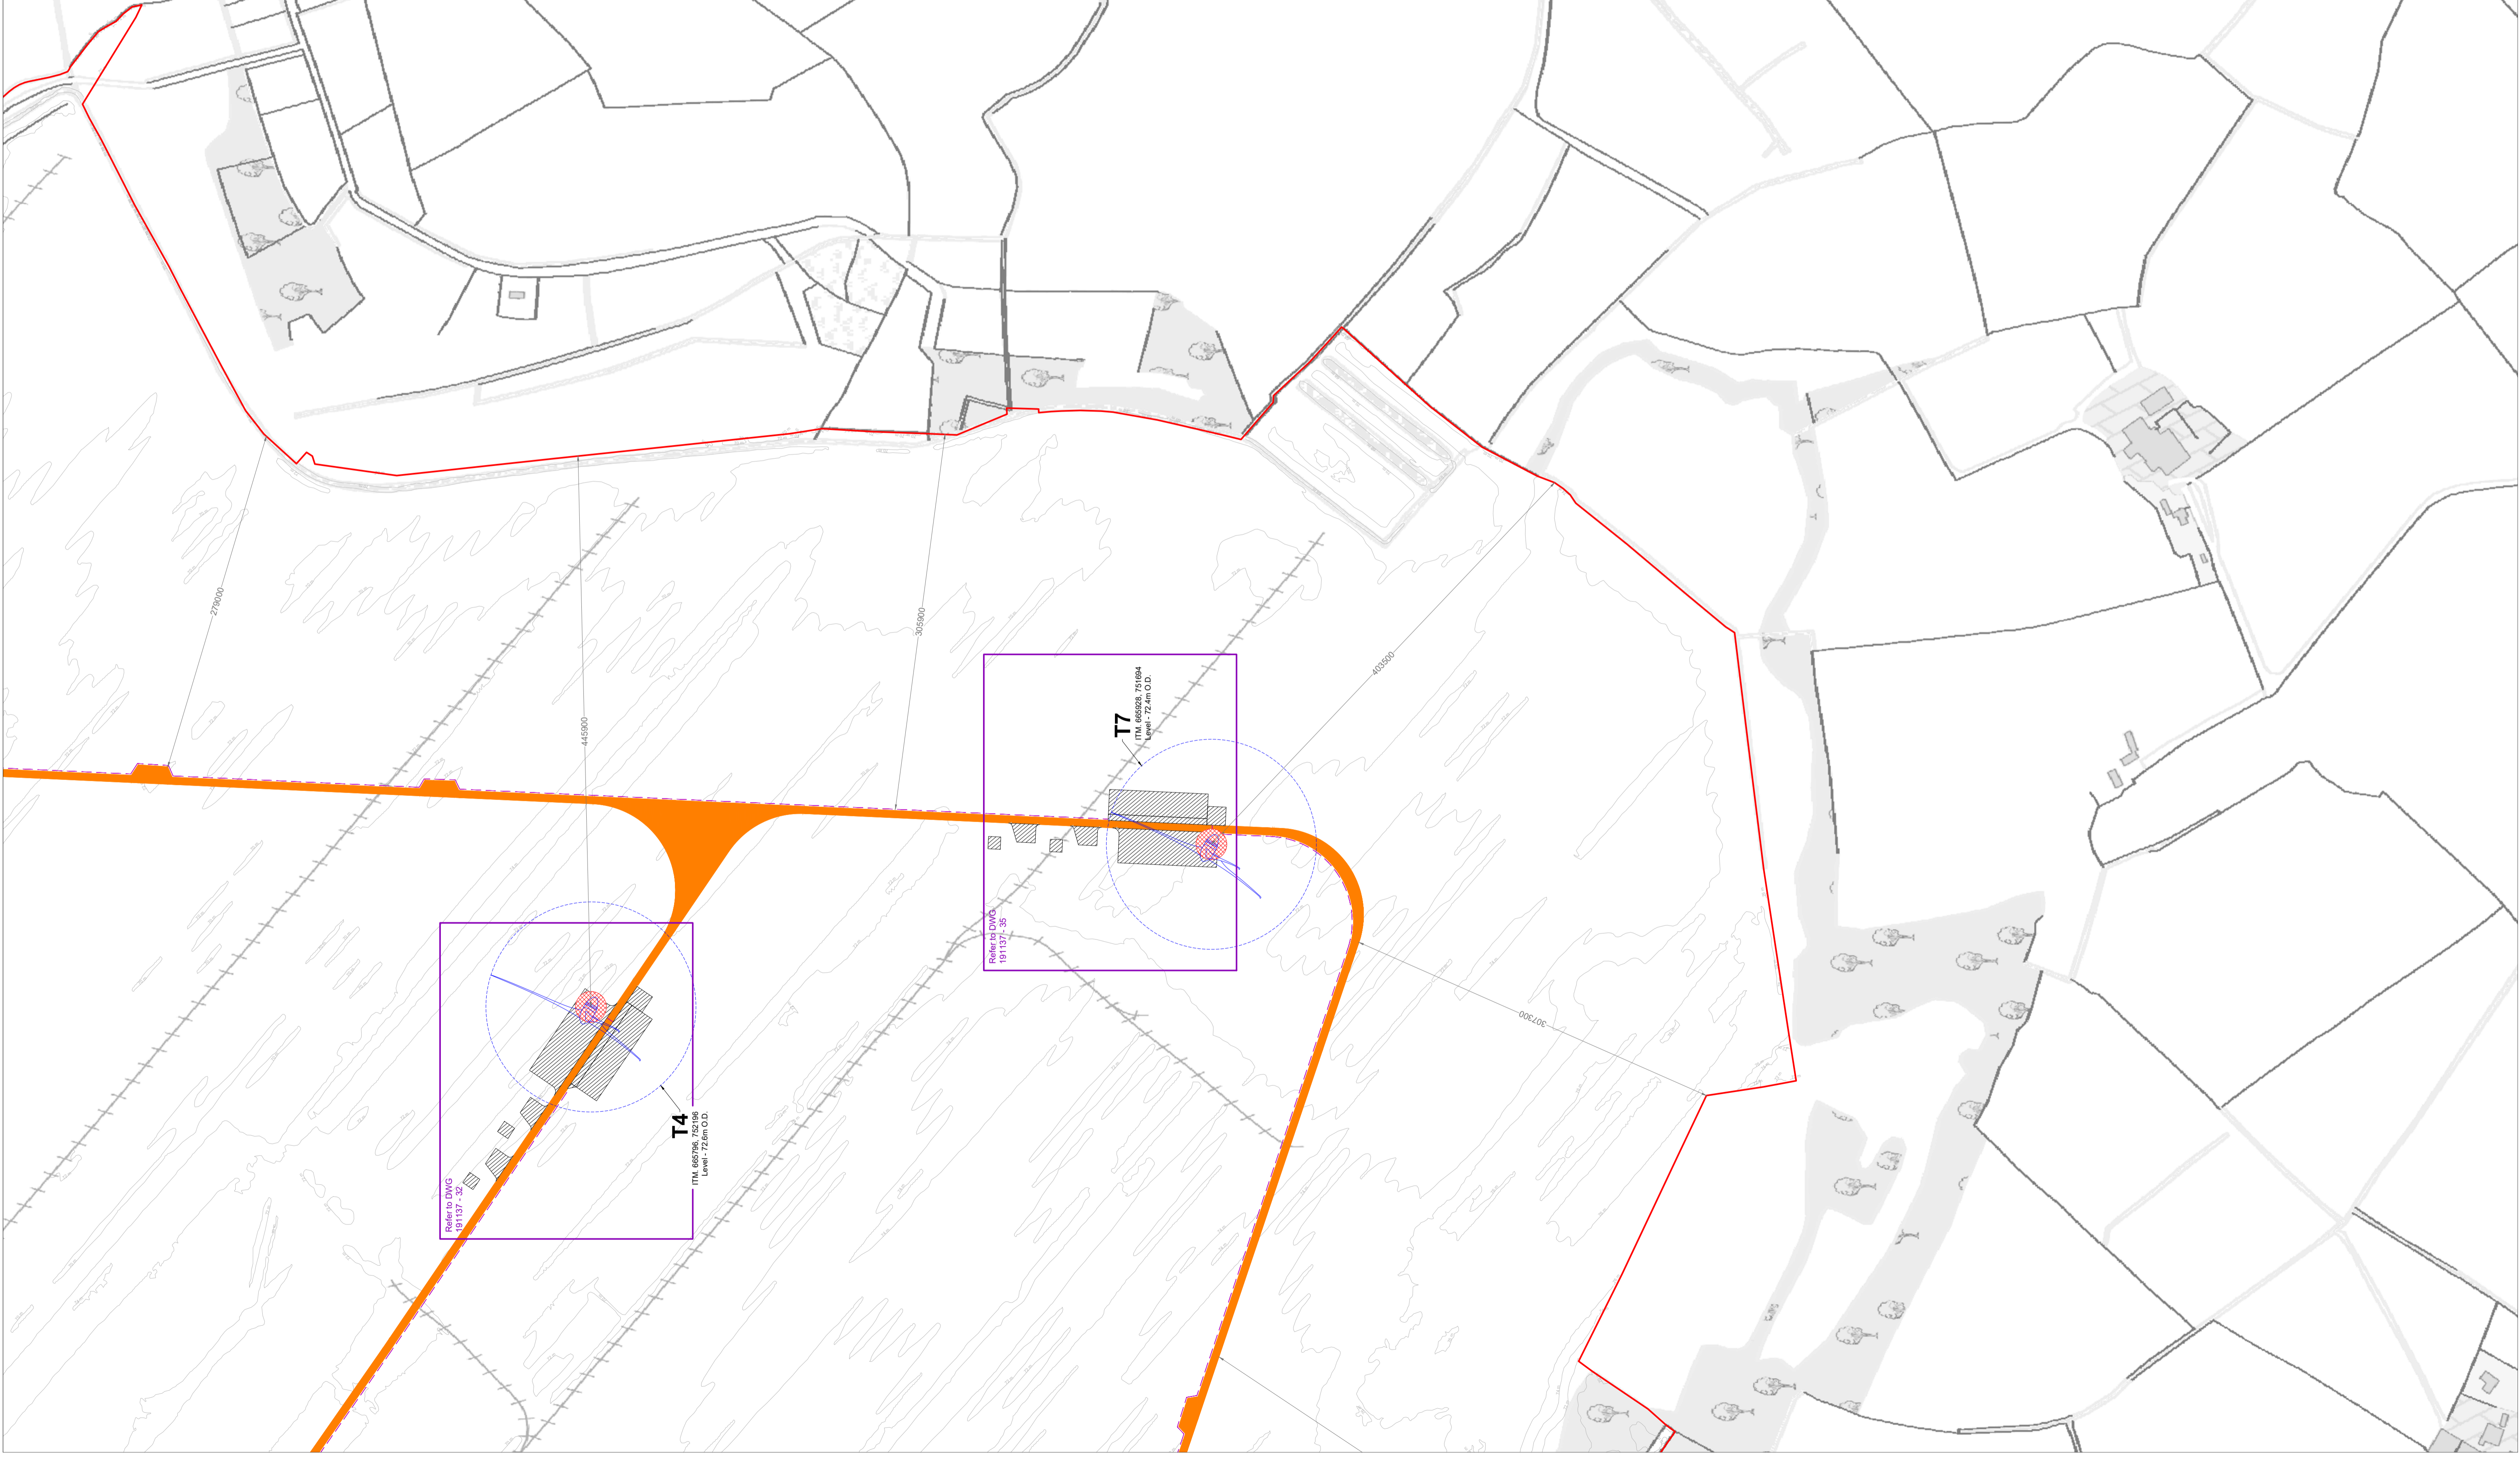 279000
445900
305900
403500
307300
T7
ITM. 665928, 751694
Level - 72.4m O.D.
Refer to DWG
191137 - 35
T4
ITM. 665796, 752196
Level - 72.6m O.D.
Refer to DWG
191137 - 32